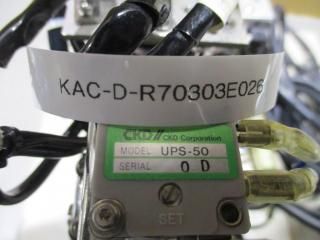 KAC-D-R70303E026
CKD CKD Corporation
MODEL UPS-50
SERIAL 0 D
SET